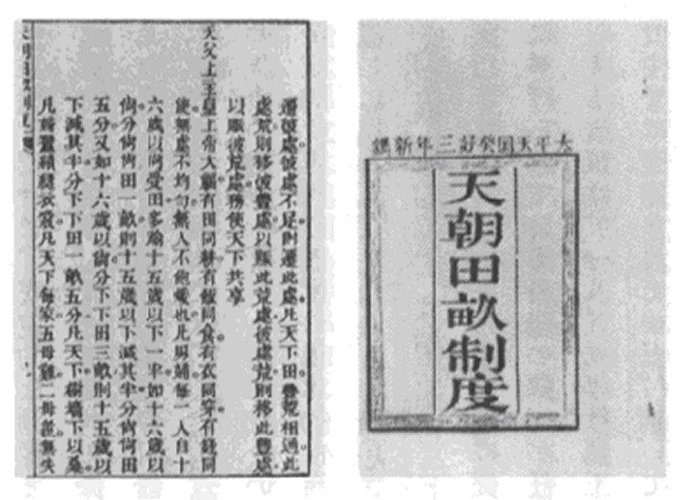 太平天囯癸好三年新鐫
天朝田畝制度
遷彼處彼處不足則遷此處凡天下田豐荒相通此
處荒則移彼豐處以賑此荒處彼處荒則移此豐處
以賑彼荒處務使天下共享
天父上主皇上帝大福有田同耕有飯同食有衣同穿有錢同
使無處不均勻無人不飽煖也凡男婦每一人自十
六歲以尚受田多踰十五歲以下一半如十六歲以
尚分尚尚田一畝則十五歲以下減其半分尚尚田
五分又如十六歲以尚分下下田三畝則十五歲以
下減其半分下下田一畝五分凡天下樹墻下以桑
凡婦蠶績縫衣裳凡天下每家五母雞二母彘無失